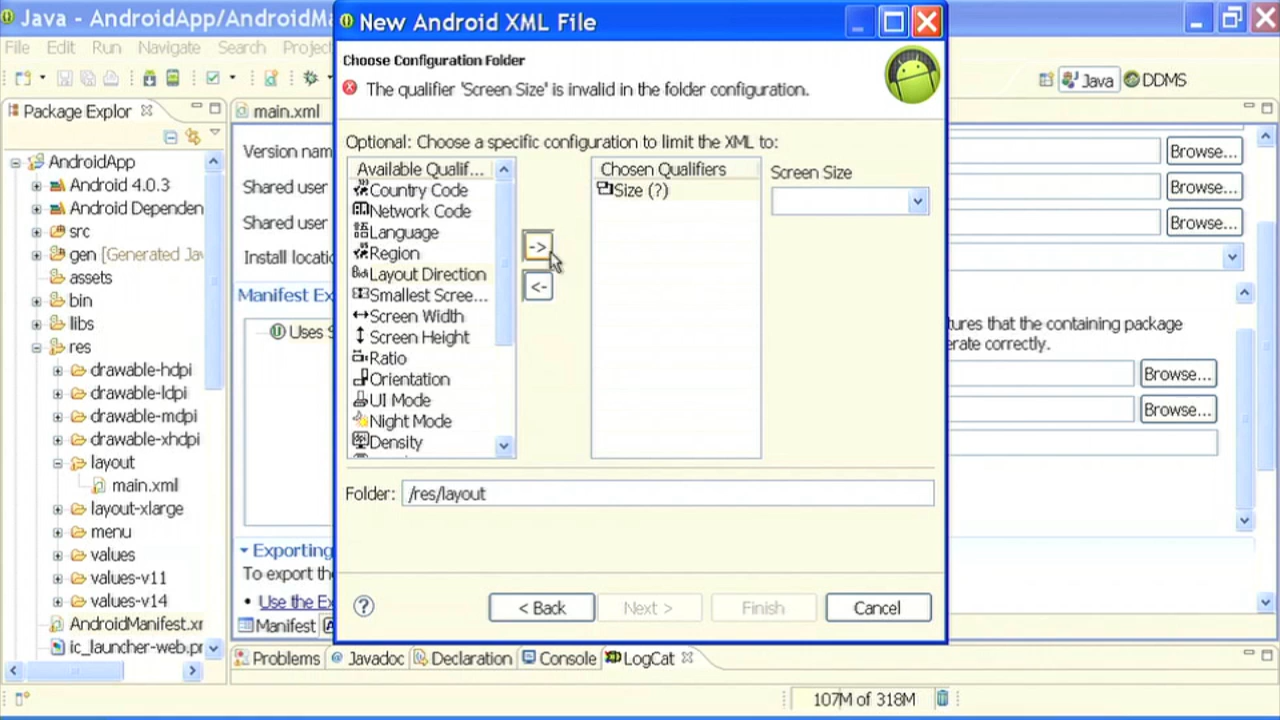 Java - AndroidApp/AndroidMa
New Android XML File
File Edit Run Navigate Search Project
Choose Configuration Folder
The qualifier 'Screen Size' is invalid in the folder configuration.
Java DDMS
Package Explor
main.xml
Optional: Choose a specific configuration to limit the XML to:
Version nam
Shared user
Shared user
Install locatio
Manifest Ex
Uses S
Exporting
To export the
• Use the Ex
Manifest
AndroidApp
Android 4.0.3
Android Dependen
src
gen [Generated Jav
assets
bin
libs
res
drawable-hdpi
drawable-ldpi
drawable-mdpi
drawable-xhdpi
layout
main.xml
layout-xlarge
menu
values
values-v11
values-v14
AndroidManifest.xr
ic_launcher-web.pr
Available Qualif...
Country Code
Network Code
Language
Region
Layout Direction
Smallest Scree...
Screen Width
Screen Height
Ratio
Orientation
UI Mode
Night Mode
Density
->
<-
Chosen Qualifiers
Size (?)
Screen Size
Folder: /res/layout
? < Back Next > Finish Cancel
Browse...
Browse...
Browse...
tures that the containing package
erate correctly.
Browse...
Browse...
Problems @ Javadoc Declaration Console LogCat
107M of 318M